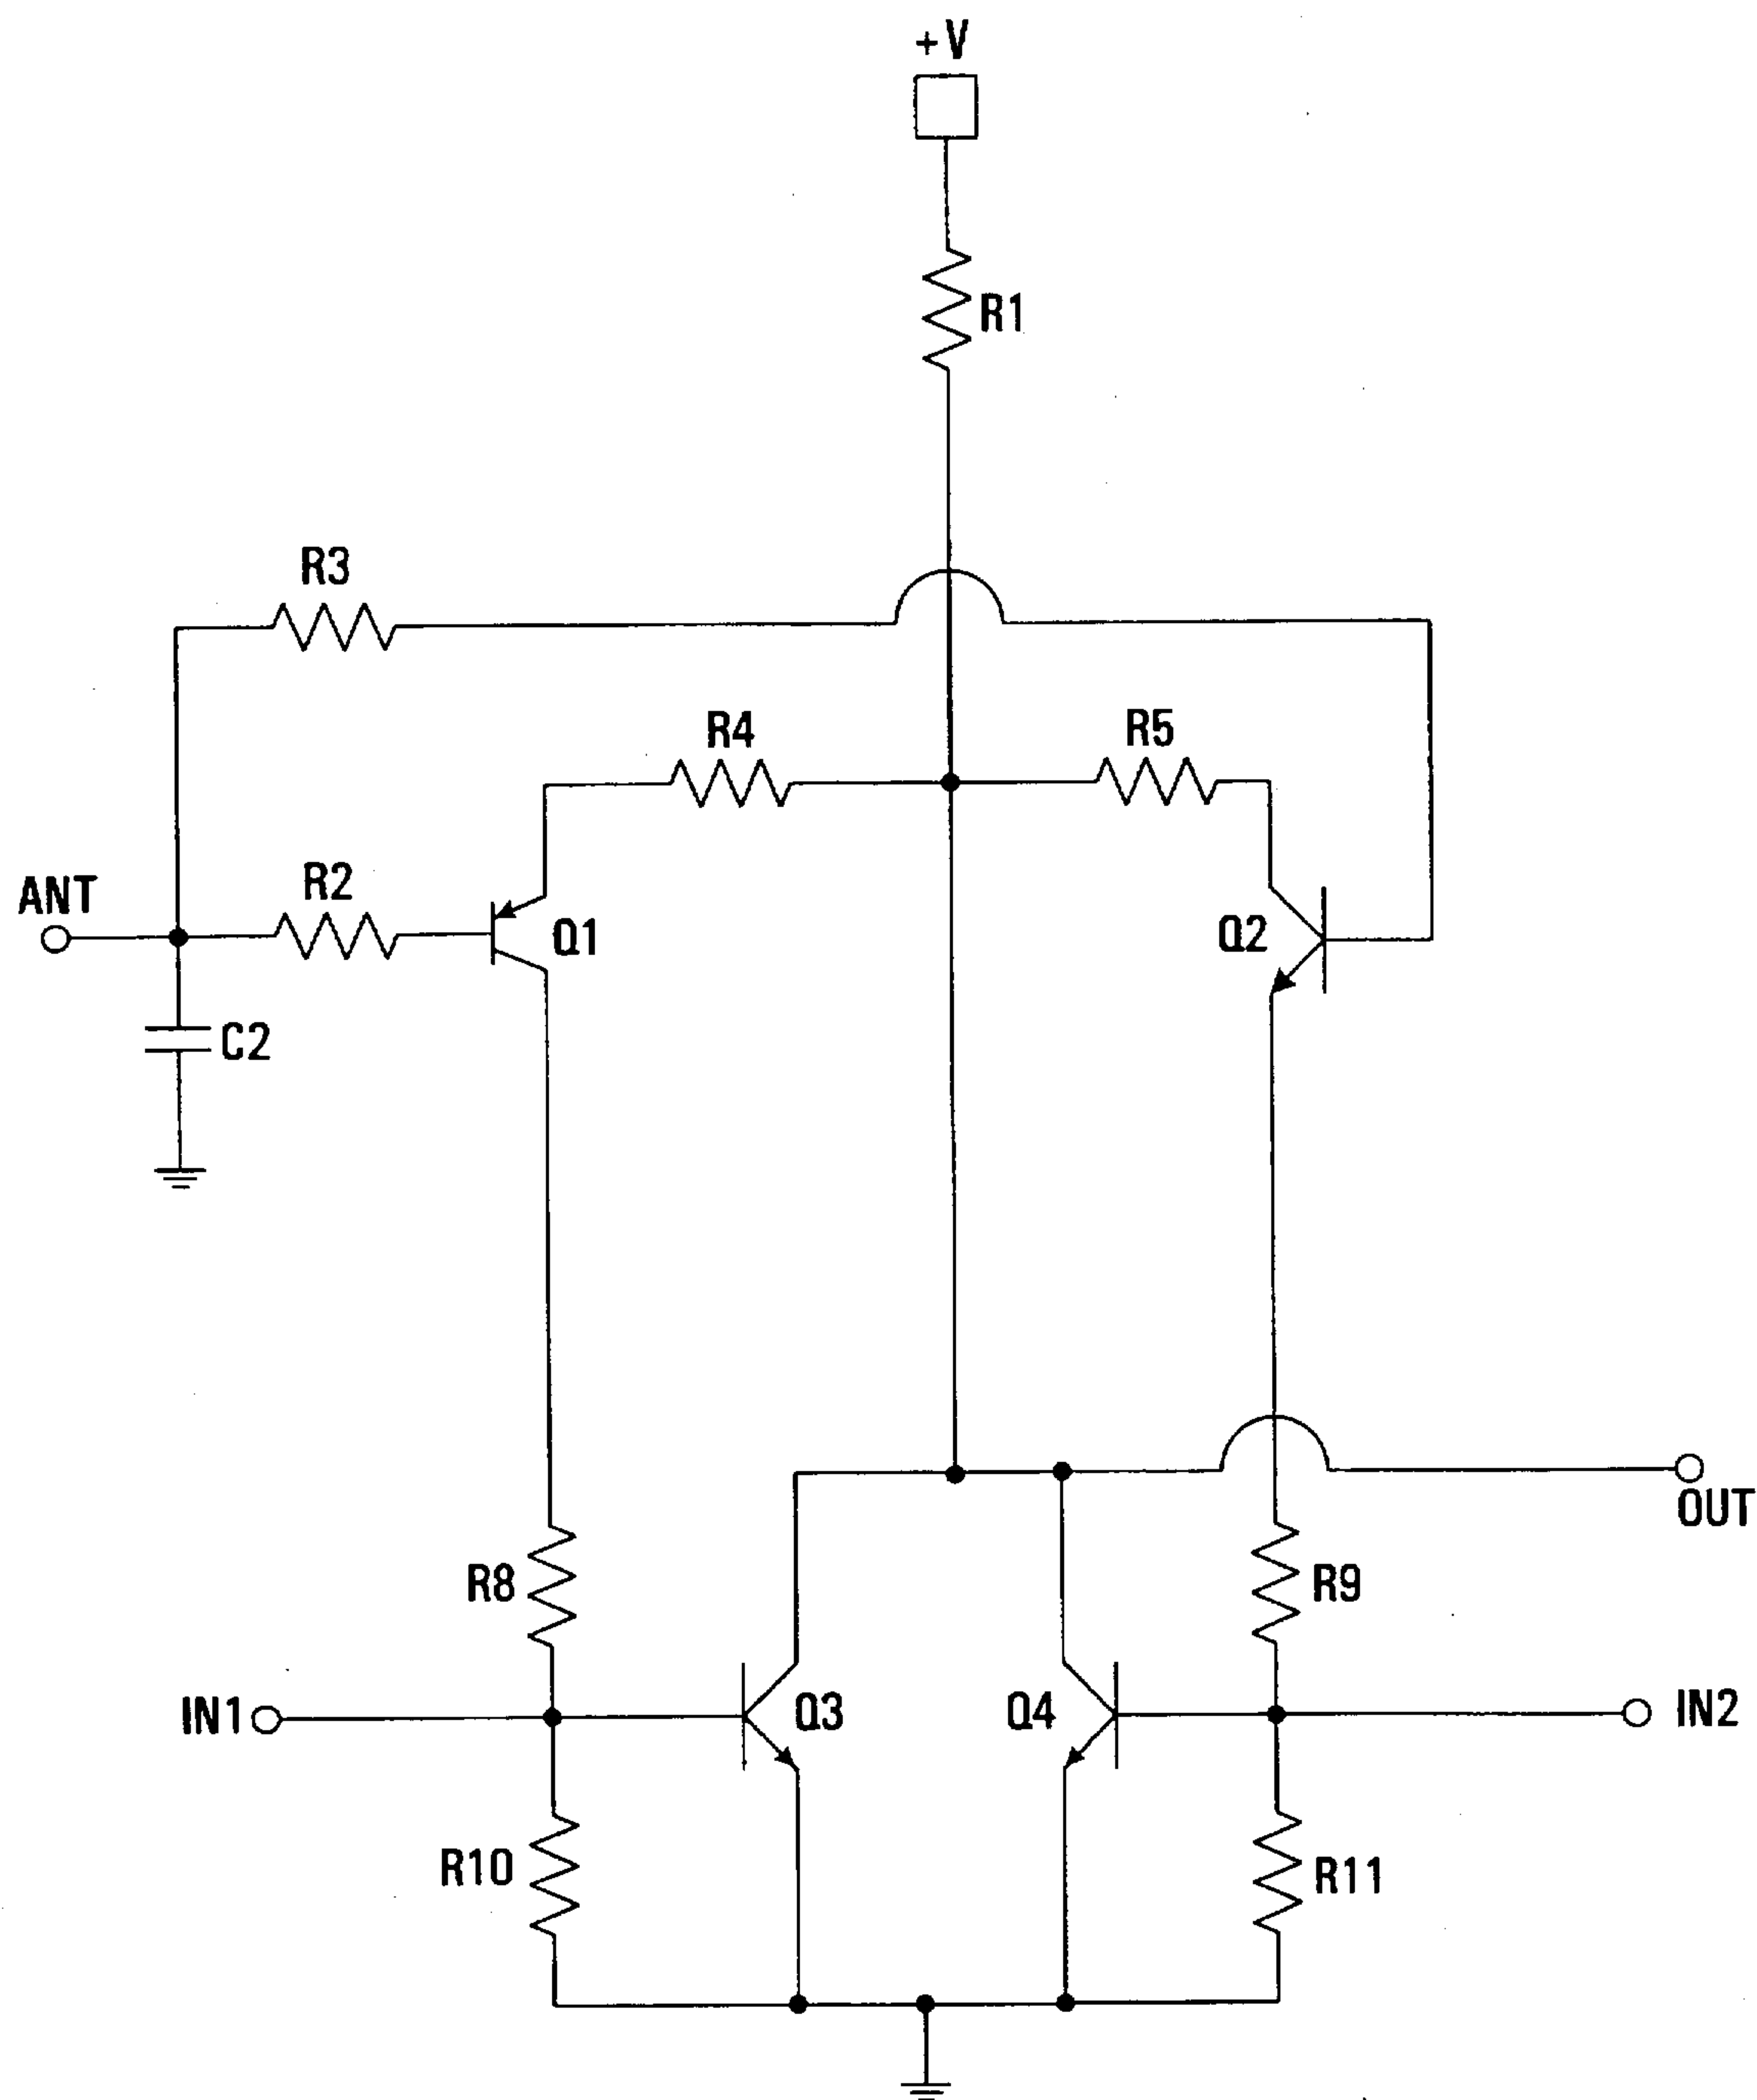 +V
R1
R3
R4
R5
ANT
R2
Q1
Q2
C2
OUT
R8
R9
IN1
Q3
Q4
IN2
R10
R11